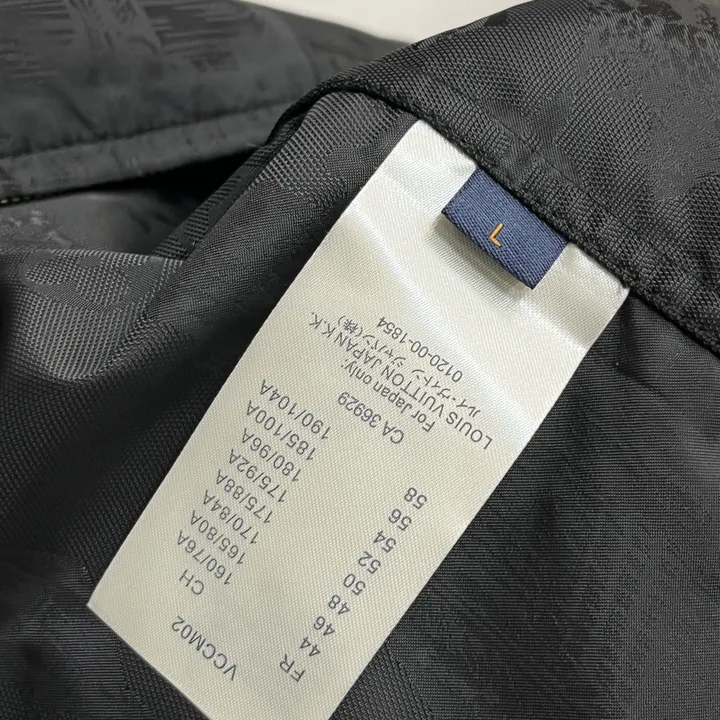 VCCM02
FR CH
44 160/76A
46 165/80A
48 170/84A
50 175/88A
52 175/92A
54 180/96A
56 185/100A
58 190/104A
CA 36929
For Japan only:
LOUIS VUITTON JAPAN K.K.
ルイ・ヴィトン ジャパン(株)
0120-00-1854
L